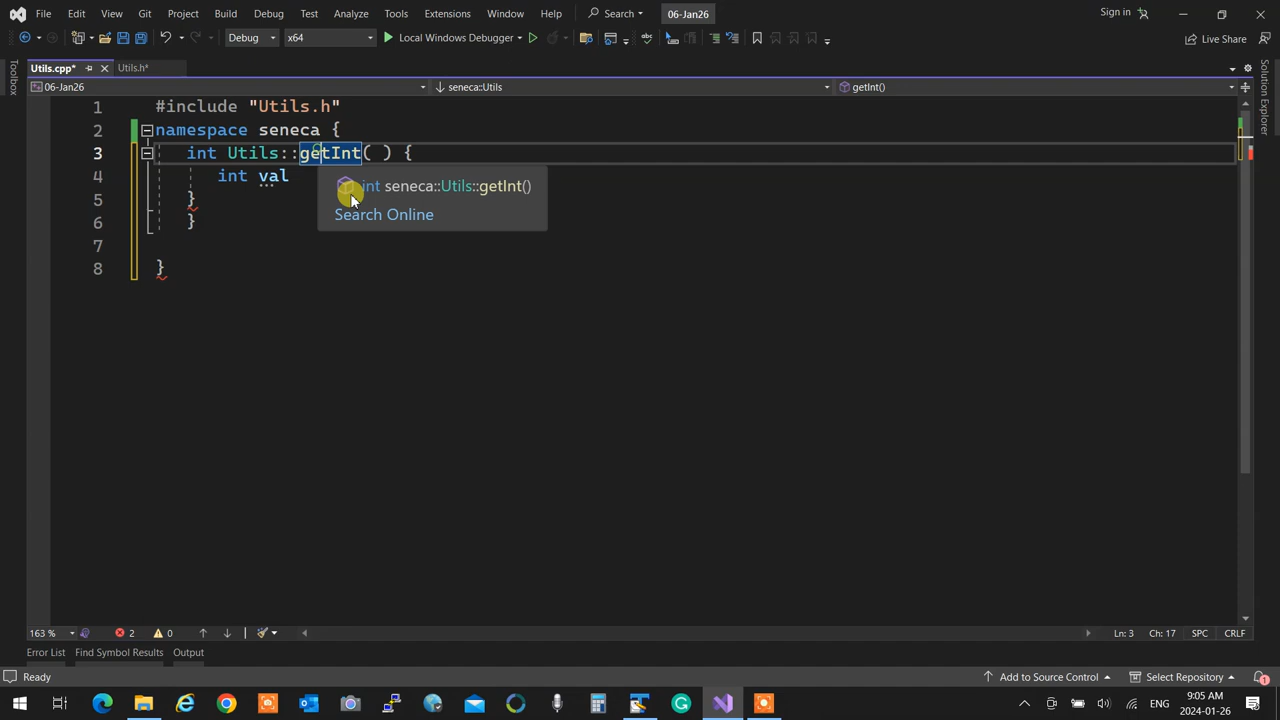 File Edit View Git Project Build Debug Test Analyze Tools Extensions Window Help Search 06-Jan26 Sign in
Debug x64 Local Windows Debugger Live Share
Toolbox
Utils.cpp* Utils.h*
06-Jan26 seneca::Utils getInt()
Solution Explorer
1 #include "Utils.h"
2 namespace seneca {
3 int Utils::getInt( ) {
4 int val
int seneca::Utils::getInt()
5 }
Search Online
6 }
7
8 }
163 % 2 0 Ln: 3 Ch: 17 SPC CRLF
Error List Find Symbol Results Output
Ready Add to Source Control Select Repository 1
ENG 9:05 AM
2024-01-26